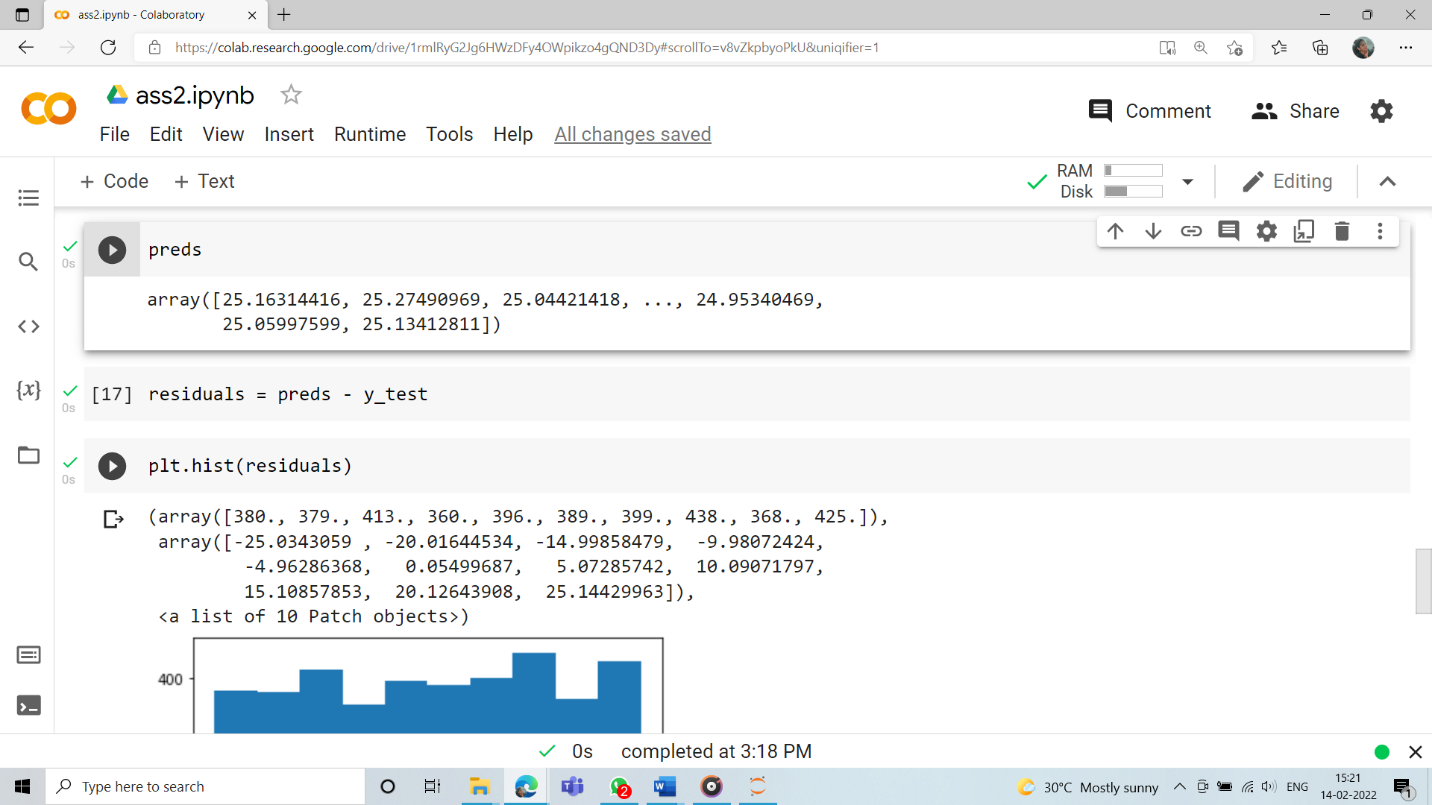 ass2.ipynb - Colaboratory
https://colab.research.google.com/drive/1rmIRyG2Jg6HWzDFy4OWpikzo4gQND3Dy#scrollTo=v8vZkpbyoPkU&uniqifier=1
ass2.ipynb
Comment
Share
File Edit View Insert Runtime Tools Help All changes saved
+ Code + Text
RAM
Disk
Editing
preds
0s
array([25.16314416, 25.27490969, 25.04421418, ..., 24.95340469,
25.05997599, 25.13412811])
[17] residuals = preds - y_test
0s
plt.hist(residuals)
0s
(array([380., 379., 413., 360., 396., 389., 399., 438., 368., 425.]),
array([-25.0343059 , -20.01644534, -14.99858479, -9.98072424,
-4.96286368, 0.05499687, 5.07285742, 10.09071797,
15.10857853, 20.12643908, 25.14429963]),
<a list of 10 Patch objects>)
400
0s completed at 3:18 PM
Type here to search
2
30°C Mostly sunny
ENG
15:21
14-02-2022
1